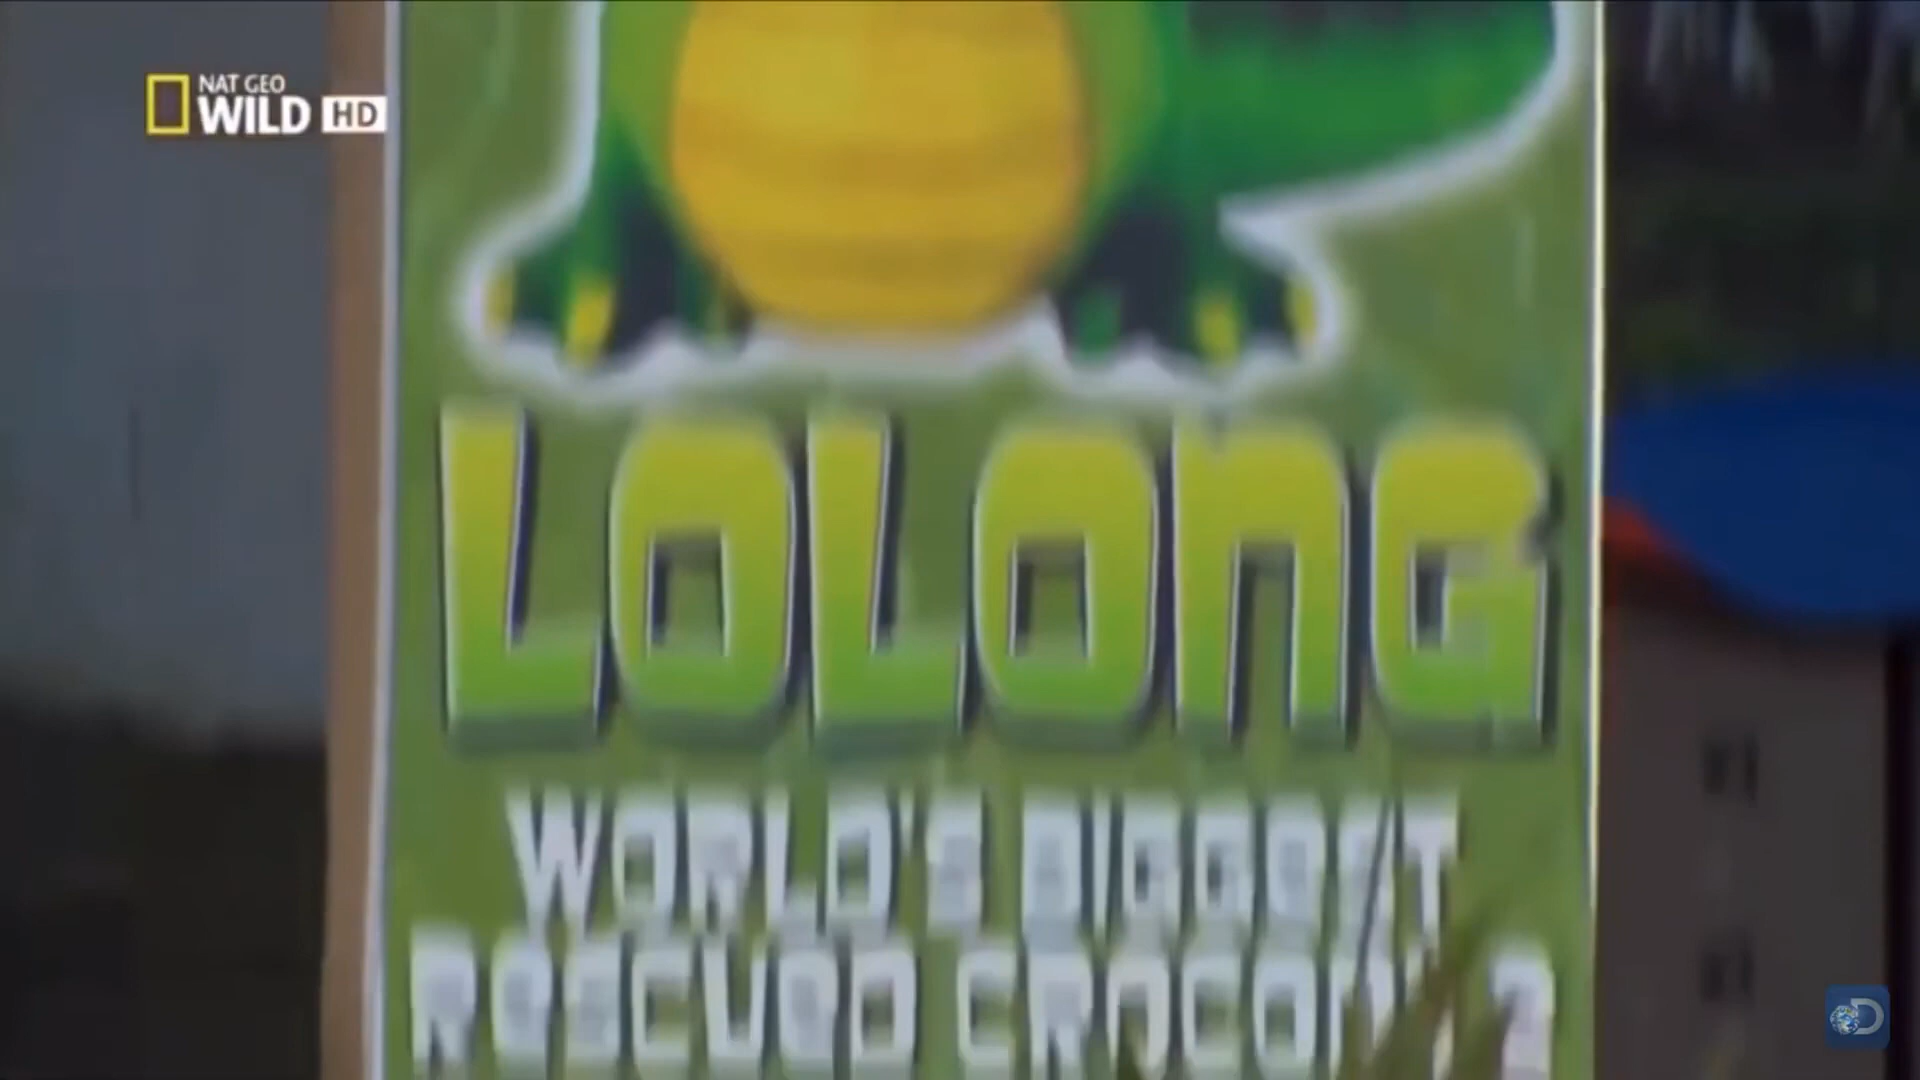 NAT GEO
WILD HD
LOLONG
WORLD'S BIGGEST
RESCUED CROCODILE